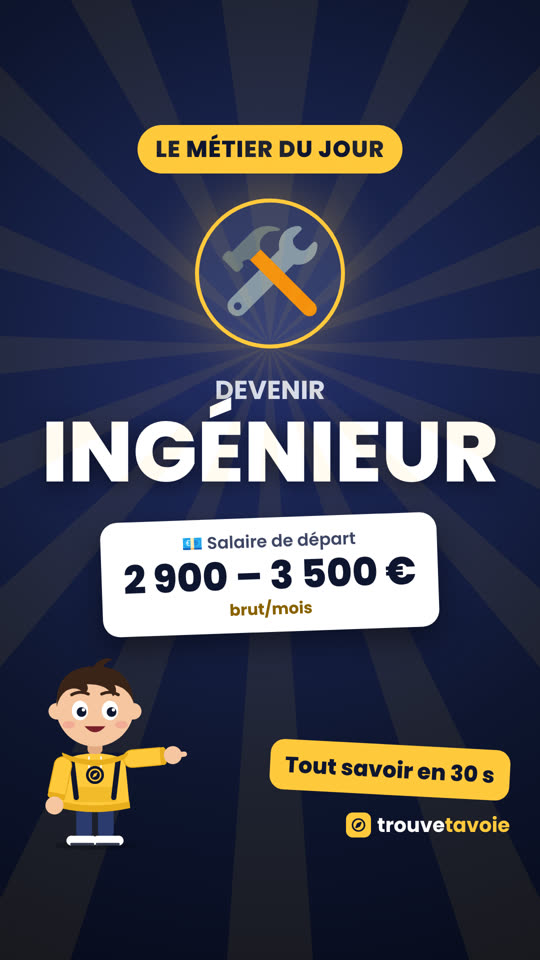 LE MÉTIER DU JOUR
DEVENIR
INGÉNIEUR
💶 Salaire de départ
2 900 – 3 500 €
brut/mois
Tout savoir en 30 s
trouvetavoie